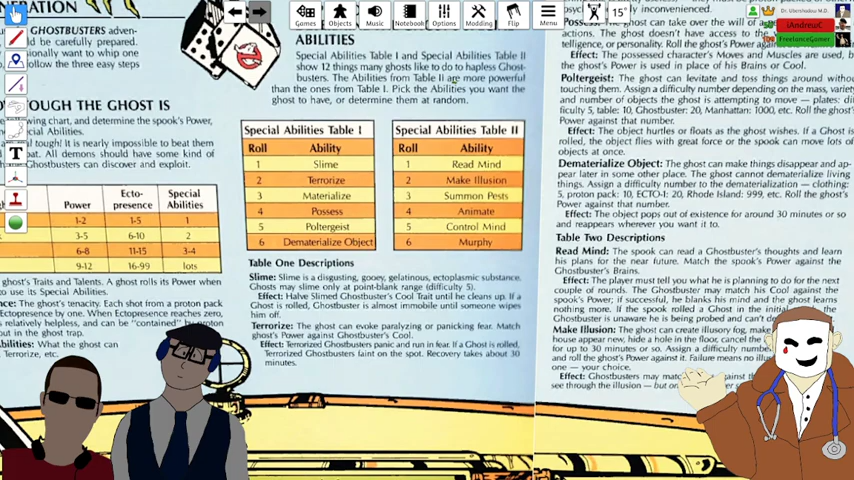 Games
Objects
Music
Notebook
Options
Modding
Flip
Menu
15°
Dr. Ubershodou M.D.
iAndreuC
FreelanceGamer
T
GHOSTBUSTERS adven-
uld be carefully prepared.
sionally want to whip one
ollow the three easy steps
TOUGH THE GHOST IS
wing chart, and determine the spook's Power,
Special Abilities.
tough! It is nearly impossible to beat them
bat. All demons should have some kind of
Ghostbusters can discover and exploit.
Power
Ecto-
presence
Special
Abilities
1-2 1-5 1
3-5 6-10 2
6-8 11-15 3-4
9-12 16-99 lots
ghost's Traits and Talents. A ghost rolls its Power when
to use its Special Abilities.
nce: The ghost's tenacity. Each shot from a proton pack
Ectopresence by one. When Ectopresence reaches zero,
s relatively helpless, and can be "contained" by proton
out in the ghost trap.
bilities: What the ghost can
Terrorize, etc.
ABILITIES
Special Abilities Table I and Special Abilities Table II
show 12 things many ghosts like to do to hapless Ghost-
busters. The Abilities from Table II are more powerful
than the ones from Table I. Pick the Abilities you want the
ghost to have, or determine them at random.
Special Abilities Table I
Roll Ability
1 Slime
2 Terrorize
3 Materialize
4 Possess
5 Poltergeist
6 Dematerialize Object
Special Abilities Table II
Roll Ability
1 Read Mind
2 Make Illusion
3 Summon Pests
4 Animate
5 Control Mind
6 Murphy
Table One Descriptions
Slime: Slime is a disgusting, gooey, gelatinous, ectoplasmic substance.
Ghosts may slime only at point-blank range (difficulty 5).
Effect: Halve Slimed Ghostbuster's Cool Trait until he cleans up. If a
Ghost is rolled, Ghostbuster is almost immobile until someone wipes
him off.
Terrorize: The ghost can evoke paralyzing or panicking fear. Match
ghost's Power against Ghostbuster's Cool.
Effect: Terrorized Ghostbusters panic and run in fear. If a Ghost is rolled,
Terrorized Ghostbusters faint on the spot. Recovery takes about 30
minutes.
Possess: The ghost can take over the will of a
actions. The ghost doesn't have access to the
telligence, or personality. Roll the ghost's Power against
Effect: The possessed character's Moves and Muscles are used, b
the ghost's Power is used in place of his Brains or Cool.
Poltergeist: The ghost can levitate and toss things around without
touching them. Assign a difficulty number depending on the mass, variety
and number of objects the ghost is attempting to move — plates: dif-
ficulty 5, table: 10, Ghostbuster: 20, Manhattan: 1000, etc. Roll the ghost's
Power against that number.
Effect: The object hurtles or floats as the ghost wishes. If a Ghost is
rolled, the object flies with great force or the spook can move lots of
objects at once.
Dematerialize Object: The ghost can make things disappear and ap-
pear later in some other place. The ghost cannot dematerialize living
things. Assign a difficulty number to the dematerialization — clothing:
5, proton pack: 10, ECTO-1: 20, Rhode Island: 999, etc. Roll the ghost's
Power against that number.
Effect: The object pops out of existence for around 30 minutes or so
and reappears wherever you want it to.
Table Two Descriptions
Read Mind: The spook can read a Ghostbuster's thoughts and learn
his plans for the near future. Match the spook's Power against the
Ghostbuster's Brains.
Effect: The player must tell you what he is planning to do for the next
couple of rounds. The Ghostbuster may match his Cool against the
spook's Power; if successful, he blanks his mind and the ghost learns
nothing more. If the spook rolled a Ghost in the initial
Ghostbuster is unaware he is being probed and can't
Make Illusion: The ghost can create illusory fog, make
house appear new, hide a hole in the floor, cancel the
for up to 30 minutes or so. Assign a difficulty number
and roll the ghost's Power against it. Failure means no
one — your choice.
Effect: Ghostbusters may match against
see through the illusion — but